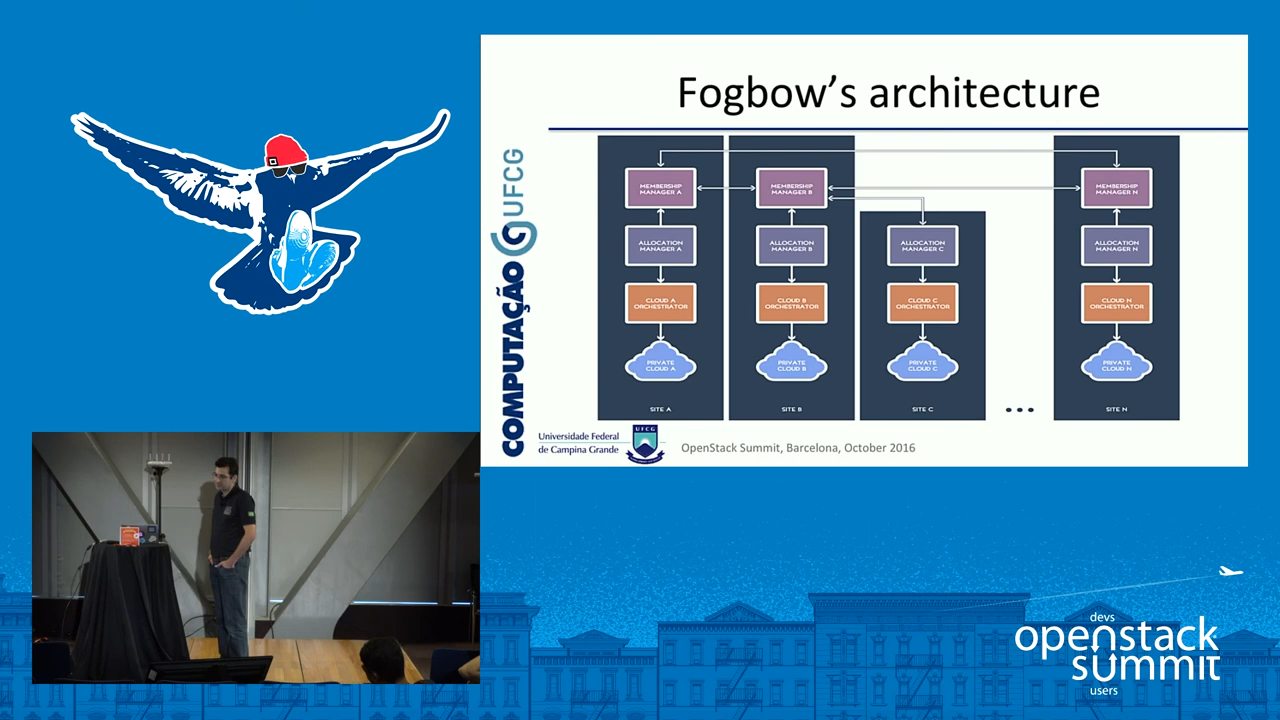 Fogbow's architecture
COMPUTAÇÃO UFCG
MEMBERSHIP
MANAGER A
MEMBERSHIP
MANAGER B
MEMBERSHIP
MANAGER N
ALLOCATION
MANAGER A
ALLOCATION
MANAGER B
ALLOCATION
MANAGER C
ALLOCATION
MANAGER N
CLOUD A
ORCHESTRATOR
CLOUD B
ORCHESTRATOR
CLOUD C
ORCHESTRATOR
CLOUD N
ORCHESTRATOR
PRIVATE
CLOUD A
PRIVATE
CLOUD B
PRIVATE
CLOUD C
PRIVATE
CLOUD N
SITE A
SITE B
SITE C
SITE N
Universidade Federal
de Campina Grande
UFCG
OpenStack Summit, Barcelona, October 2016
devs
openstack
summit
users